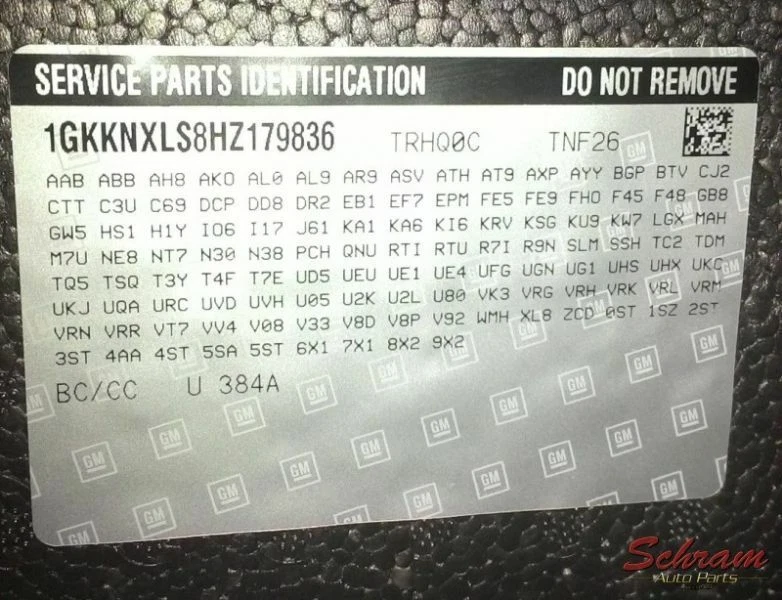 SERVICE PARTS IDENTIFICATION DO NOT REMOVE
1GKKNXLS8HZ179836 TRHQ0C TNF26
AAB ABB AH8 AKO AL0 AL9 AR9 ASV ATH AT9 AXP AYY BGP BTV CJ2
CTT C3U C69 DCP DD8 DR2 EB1 EF7 EPM FE5 FE9 FHO F45 F48 GB8
GW5 HS1 H1Y IO6 I17 J61 KA1 KA6 KI6 KRV KSG KU9 KW7 LGX MAH
M7U NE8 NT7 N30 N38 PCH QNU RTI RTU R7I R9N SLM SSH TC2 TDM
TQ5 TSQ T3Y T4F T7E UD5 UEU UE1 UE4 UFG UGN UG1 UHS UHX UKC
UKJ UQA URC UVD UVH U05 U2K U2L U80 VK3 VRG VRH VRK VRL VRM
VRN VRR VT7 VV4 V08 V33 V8D V8P V92 WMH XL8 ZCD 0ST 1SZ 2ST
3ST 4AA 4ST 5SA 5ST 6X1 7X1 8X2 9X2
BC/CC U 384A
GM
Schram
Auto Parts